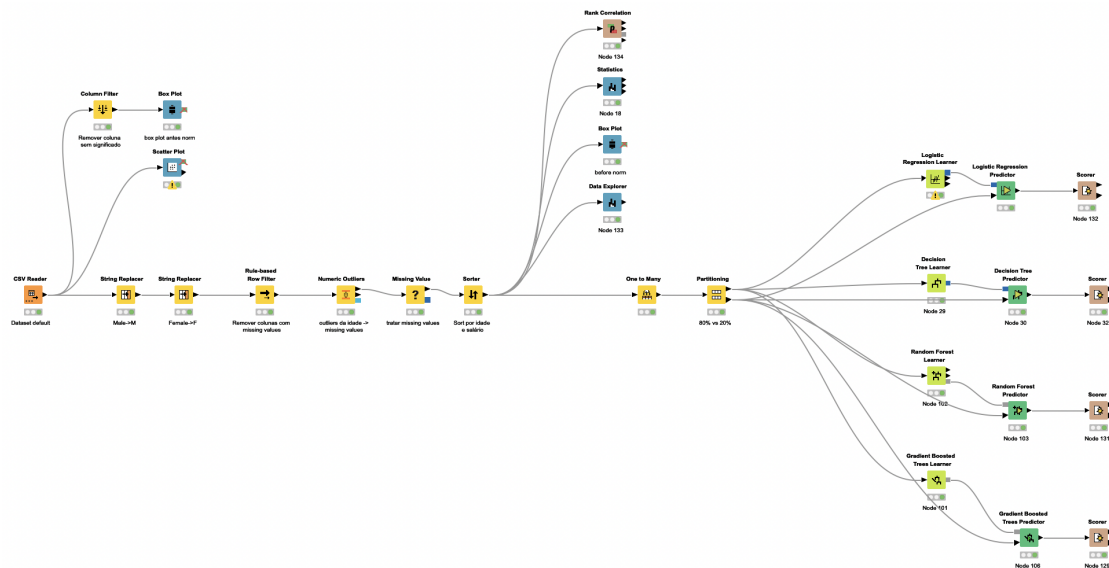 Rank Correlation
Node 134
Statistics
Node 18
Box Plot
before norm
Data Explorer
Node 133
Column Filter
Remover coluna
sem significado
Box Plot
box plot antes norm
Scatter Plot
CSV Reader
Dataset default
String Replacer
Male->M
String Replacer
Female->F
Rule-based
Row Filter
Remover colunas com
missing values
Numeric Outliers
outliers da idade ->
missing values
Missing Value
tratar missing values
Sorter
Sort por idade
e salário
One to Many
Partitioning
80% vs 20%
Logistic
Regression Learner
Logistic Regression
Predictor
Scorer
Node 132
Decision
Tree Learner
Node 29
Decision Tree
Predictor
Node 30
Scorer
Node 32
Random Forest
Learner
Node 102
Random Forest
Predictor
Node 103
Scorer
Node 131
Gradient Boosted
Trees Learner
Node 101
Gradient Boosted
Trees Predictor
Node 106
Scorer
Node 129